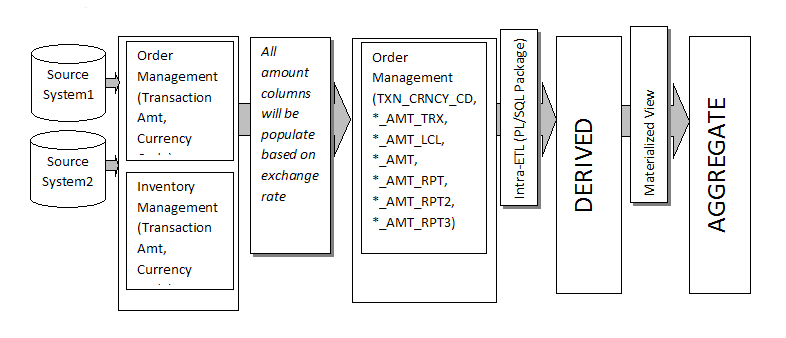 Source
System1
Source
System2
Order
Management
(Transaction
Amt,
Currency
Inventory
Management
(Transaction
Amt,
Currency
All
amount
columns
will be
populate
based on
exchange
rate
Order
Management
(TXN_CRNCY_CD,
*_AMT_TRX,
*_AMT_LCL,
*_AMT,
*_AMT_RPT,
*_AMT_RPT2,
*_AMT_RPT3)
Intra-ETL (PL/SQL Package)
DERIVED
Materialized View
AGGREGATE